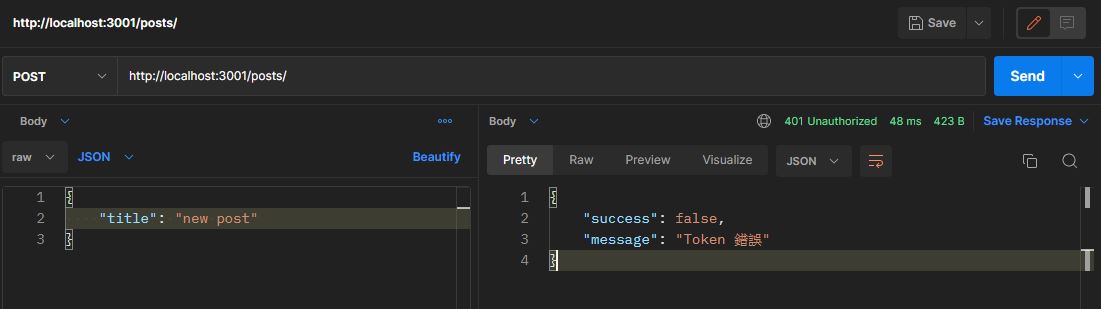 http://localhost:3001/posts/
Save
POST
http://localhost:3001/posts/
Send
Body
raw
JSON
Beautify
1 {
2 "title": "new post"
3 }
Body
401 Unauthorized 48 ms 423 B Save Response
Pretty Raw Preview Visualize JSON
1 {
2 "success": false,
3 "message": "Token 錯誤"
4 }